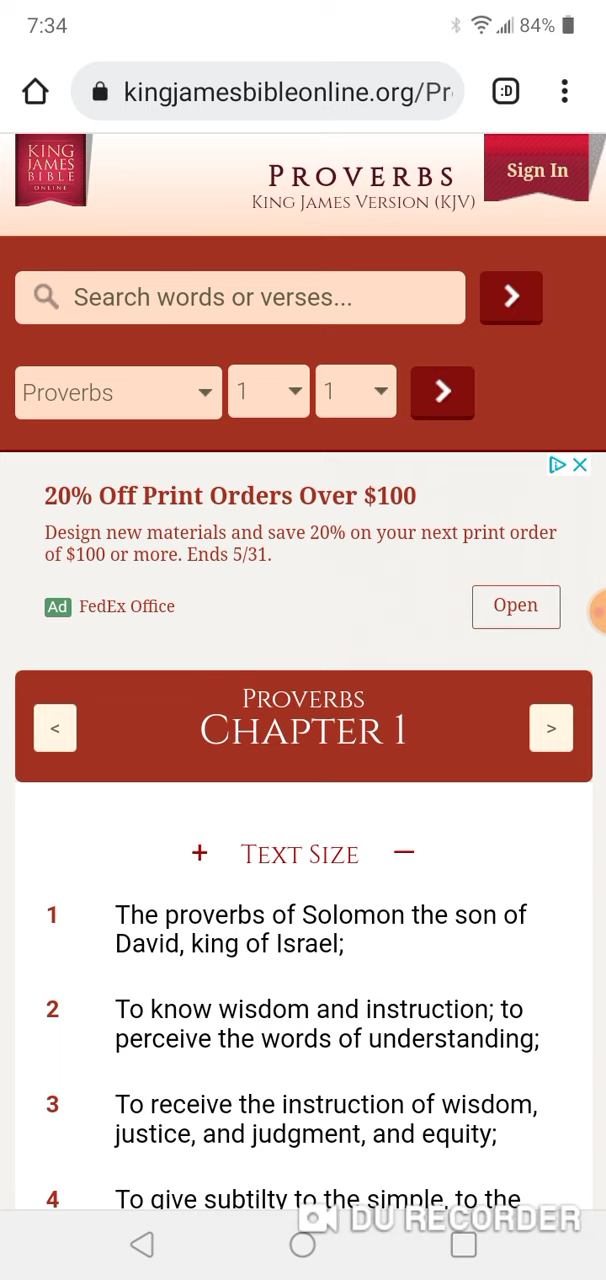 7:34
84%
kingjamesbibleonline.org/Pr
:D
KING
JAMES
BIBLE
ONLINE
PROVERBS
KING JAMES VERSION (KJV)
Sign In
Search words or verses...
Proverbs
1
1
20% Off Print Orders Over $100
Design new materials and save 20% on your next print order
of $100 or more. Ends 5/31.
Ad FedEx Office
Open
PROVERBS
CHAPTER 1
<
>
+ TEXT SIZE −
1 The proverbs of Solomon the son of
David, king of Israel;
2 To know wisdom and instruction; to
perceive the words of understanding;
3 To receive the instruction of wisdom,
justice, and judgment, and equity;
4 To give subtilty to the simple, to the
DU RECORDER